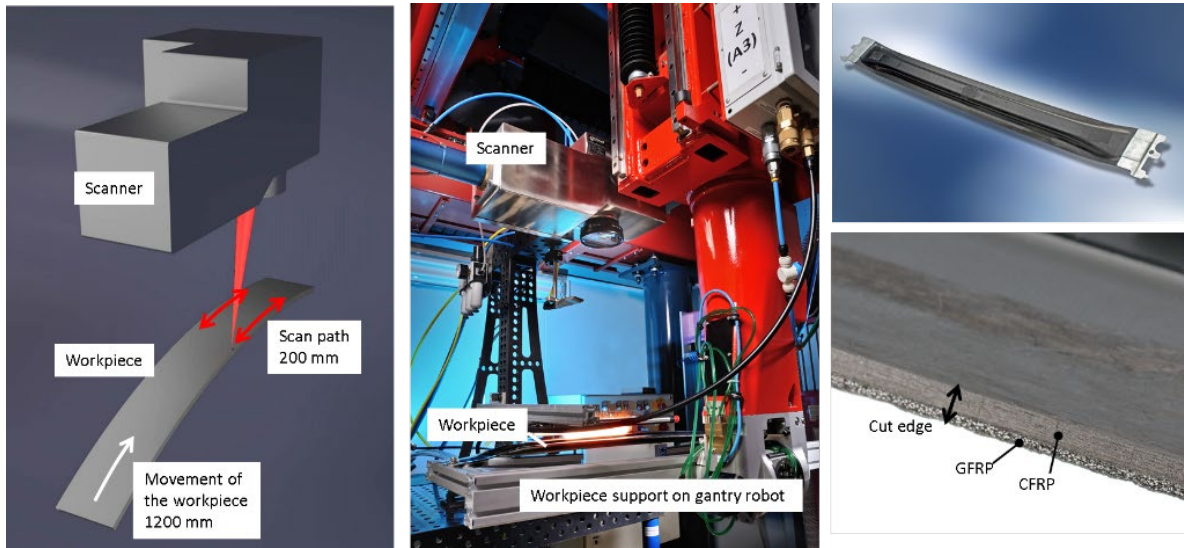 Scanner
Scan path
200 mm
Workpiece
Movement of
the workpiece
1200 mm
+
Z
(A3)
-
Scanner
Workpiece
Workpiece support on gantry robot
Cut edge
GFRP
CFRP